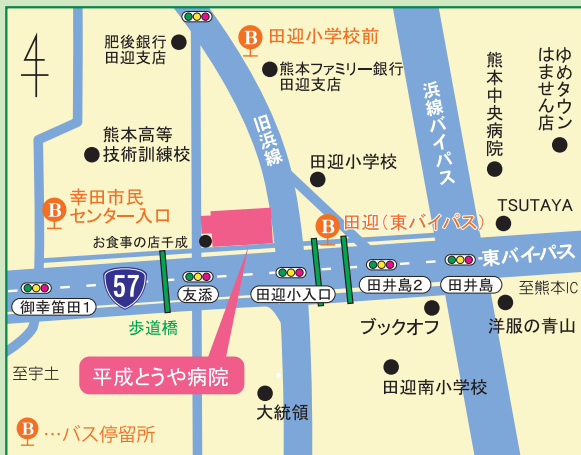 肥後銀行
田迎支店
B
田迎小学校前
熊本ファミリー銀行
田迎支店
熊本高等
技術訓練校
旧浜線
田迎小学校
浜線バイパス
熊本中央病院
ゆめタウン
はません店
B
幸田市民
センター入口
お食事の店千成
B
田迎(東バイパス)
TSUTAYA
東バイパス
57
御幸笛田1
友添
田迎小入口
田井島2
田井島
至熊本IC
歩道橋
ブックオフ
洋服の青山
至宇土
平成とうや病院
大統領
田迎南小学校
B
…バス停留所